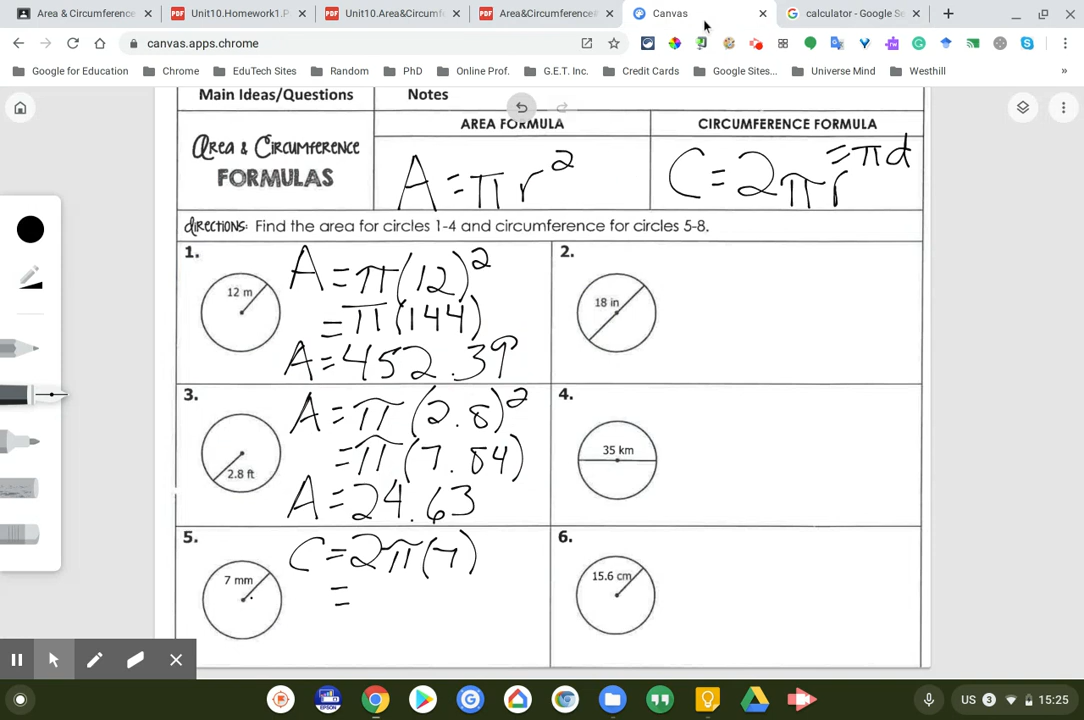 Area & Circumference
Unit10.Homework1.P
Unit10.Area&Circumf
Area&Circumference
Canvas
calculator - Google Se
canvas.apps.chrome
Google for Education
Chrome
EduTech Sites
Random
PhD
Online Prof.
G.E.T. Inc.
Credit Cards
Google Sites...
Universe Mind
Westhill
Main Ideas/Questions
Notes
AREA & CIRCUMFERENCE
FORMULAS
AREA FORMULA
CIRCUMFERENCE FORMULA
A = πr²
C = 2πr = πd
DIRECTIONS: Find the area for circles 1-4 and circumference for circles 5-8.
1.
12 m
A = π(12)²
= π(144)
A = 452.39
2.
18 in
3.
2.8 ft
A = π(2.8)²
= π(7.84)
A = 24.63
4.
35 km
5.
7 mm
C = 2π(7)
=
6.
15.6 cm
US 3 15:25